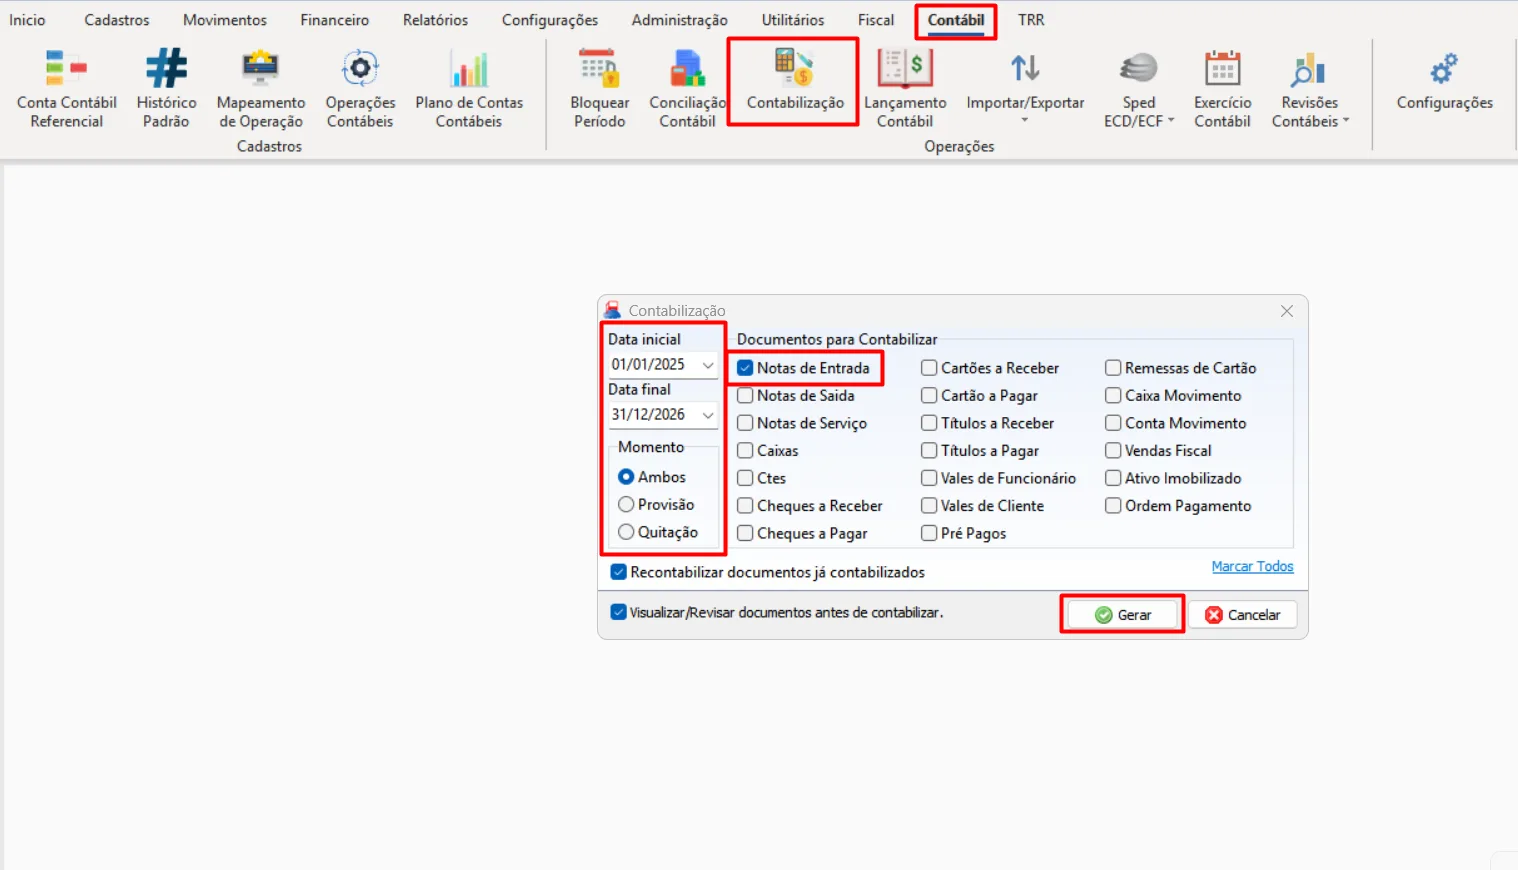 Inicio Cadastros Movimentos Financeiro Relatórios Configurações Administração Utilitários Fiscal Contábil TRR
Conta Contábil Referencial
Histórico Padrão
Mapeamento de Operação
Operações Contábeis
Plano de Contas Contábeis
Cadastros
Bloquear Período
Conciliação Contábil
Contabilização
Lançamento Contábil
Importar/Exportar
Sped ECD/ECF
Exercício Contábil
Revisões Contábeis
Operações
Configurações
Contabilização
Data inicial
01/01/2025
Data final
31/12/2026
Momento
Ambos
Provisão
Quitação
Documentos para Contabilizar
Notas de Entrada
Notas de Saida
Notas de Serviço
Caixas
Ctes
Cheques a Receber
Cheques a Pagar
Cartões a Receber
Cartão a Pagar
Títulos a Receber
Títulos a Pagar
Vales de Funcionário
Vales de Cliente
Pré Pagos
Remessas de Cartão
Caixa Movimento
Conta Movimento
Vendas Fiscal
Ativo Imobilizado
Ordem Pagamento
Recontabilizar documentos já contabilizados
Marcar Todos
Visualizar/Revisar documentos antes de contabilizar.
Gerar
Cancelar